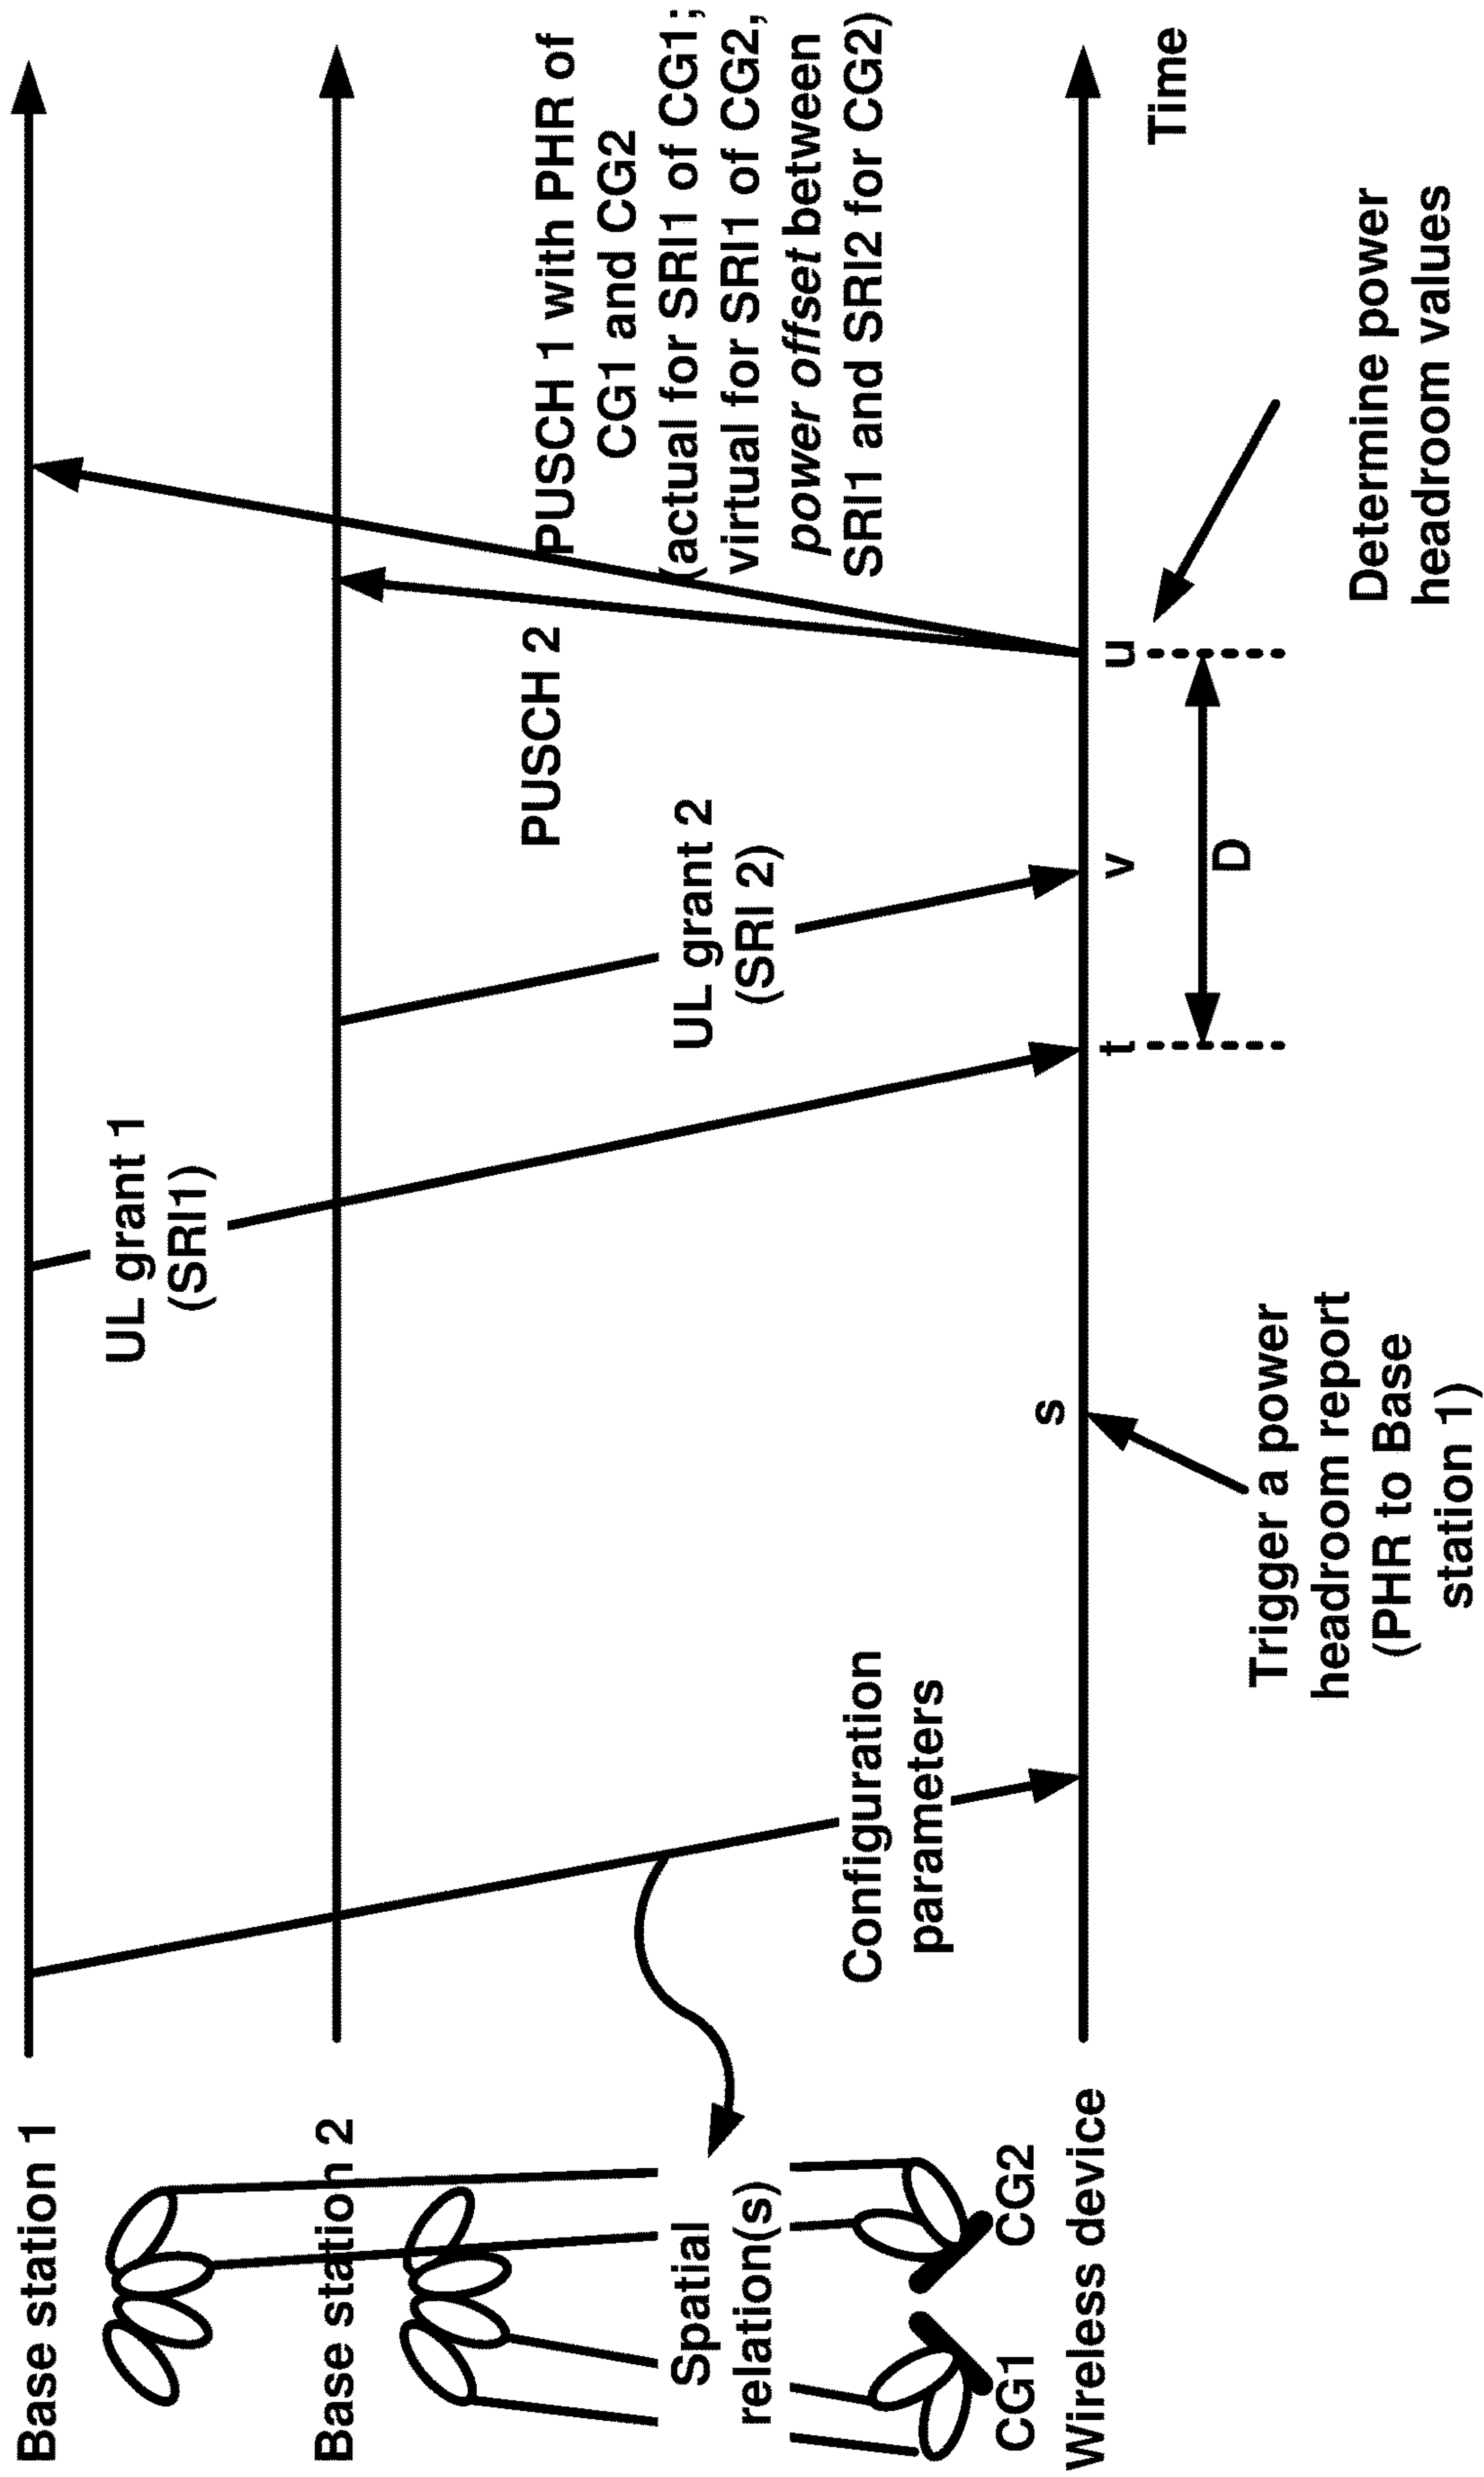 Base station 1
UL grant 1
(SRI1)
Base station 2
PUSCH 1 with PHR of
CG1 and CG2
(actual for SRI1 of CG1;
virtual for SRI1 of CG2,
power offset between
SRI1 and SRI2 for CG2)
PUSCH 2
UL grant 2
(SRI 2)
Spatial
relation(s)
Configuration
parameters
CG1
CG2
Wireless device
s
t
v
u
Time
D
Trigger a power
headroom report
(PHR to Base
station 1)
Determine power
headroom values